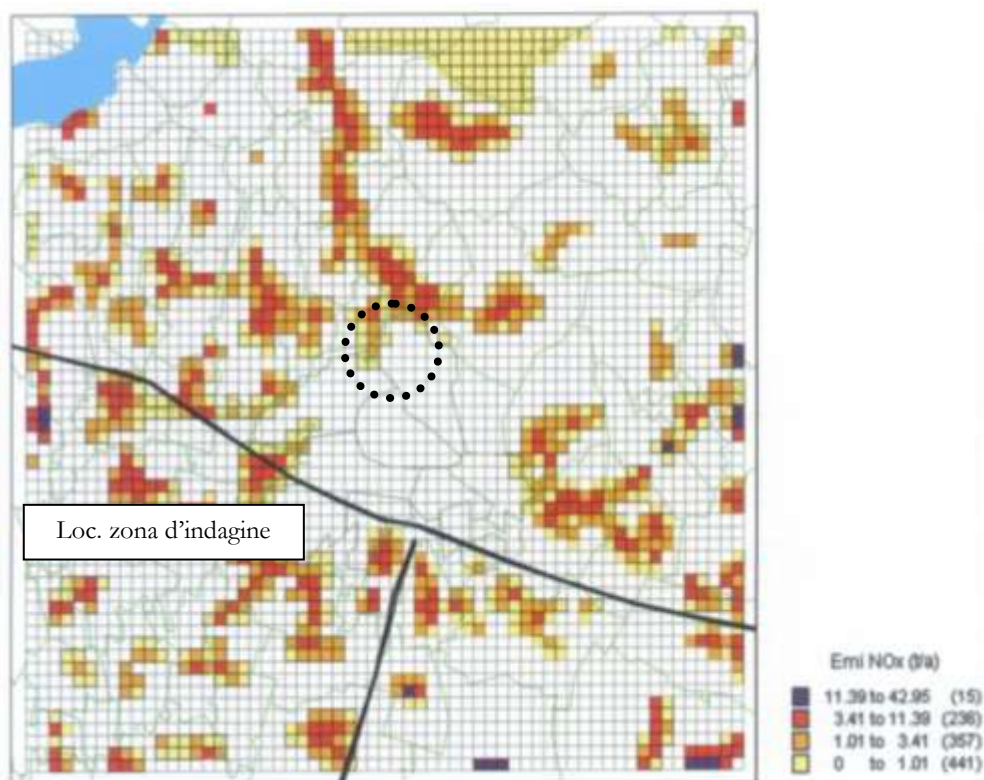 Loc. zona d'indagine
Emi NOx (t/a)
11.39 to 42.95 (15)
3.41 to 11.39 (236)
1.01 to 3.41 (357)
0 to 1.01 (441)